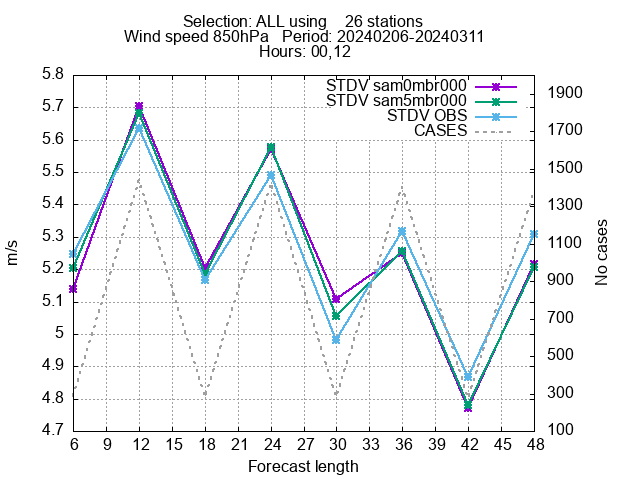 Selection: ALL using    26 stations
Wind speed 850hPa   Period: 20240206-20240311
Hours: 00,12
STDV sam0mbr000
STDV sam5mbr000
STDV OBS
CASES
5.8
5.7
5.6
5.5
5.4
5.3
5.2
5.1
5
4.9
4.8
4.7
m/s
1900
1700
1500
1300
1100
900
700
500
300
100
No cases
6 9 12 15 18 21 24 27 30 33 36 39 42 45 48
Forecast length